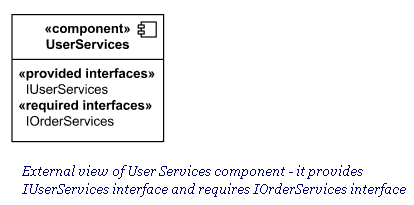 «component»
UserServices
«provided interfaces»
IUserServices
«required interfaces»
IOrderServices
External view of User Services component - it provides
IUserServices interface and requires IOrderServices interface